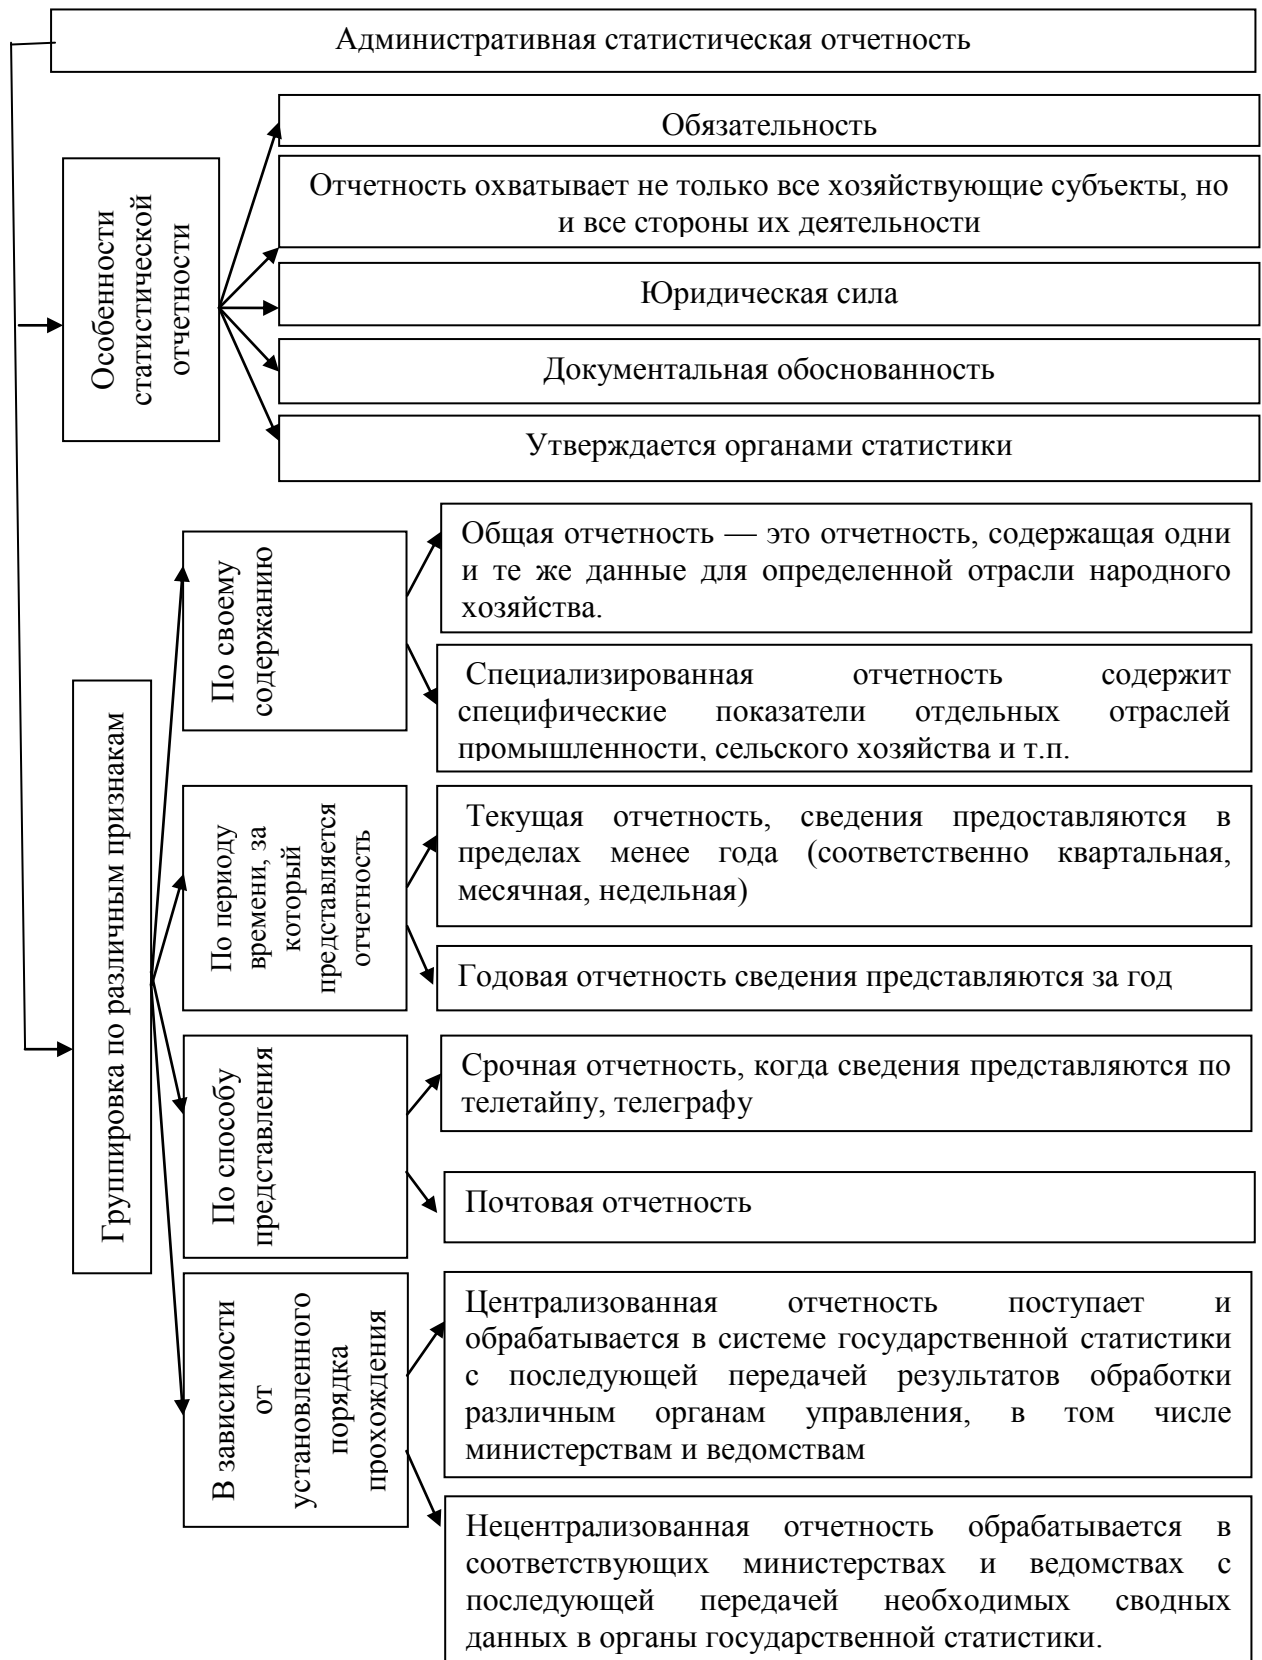 Административная статистическая отчетность
Особенности
статистической
отчетности
Обязательность
Отчетность охватывает не только все хозяйствующие субъекты, но
и все стороны их деятельности
Юридическая сила
Документальная обоснованность
Утверждается органами статистики
Группировка по различным признакам
По своему
содержанию
Общая отчетность — это отчетность, содержащая одни
и те же данные для определенной отрасли народного
хозяйства.
Специализированная отчетность содержит
специфические показатели отдельных отраслей
промышленности, сельского хозяйства и т.п.
По периоду
времени, за
который
представляется
отчетность
Текущая отчетность, сведения предоставляются в
пределах менее года (соответственно квартальная,
месячная, недельная)
Годовая отчетность сведения представляются за год
По способу
представления
Срочная отчетность, когда сведения представляются по
телетайпу, телеграфу
Почтовая отчетность
В зависимости
от
установленного
порядка
прохождения
Централизованная отчетность поступает и
обрабатывается в системе государственной статистики
с последующей передачей результатов обработки
различным органам управления, в том числе
министерствам и ведомствам
Нецентрализованная отчетность обрабатывается в
соответствующих министерствах и ведомствах с
последующей передачей необходимых сводных
данных в органы государственной статистики.